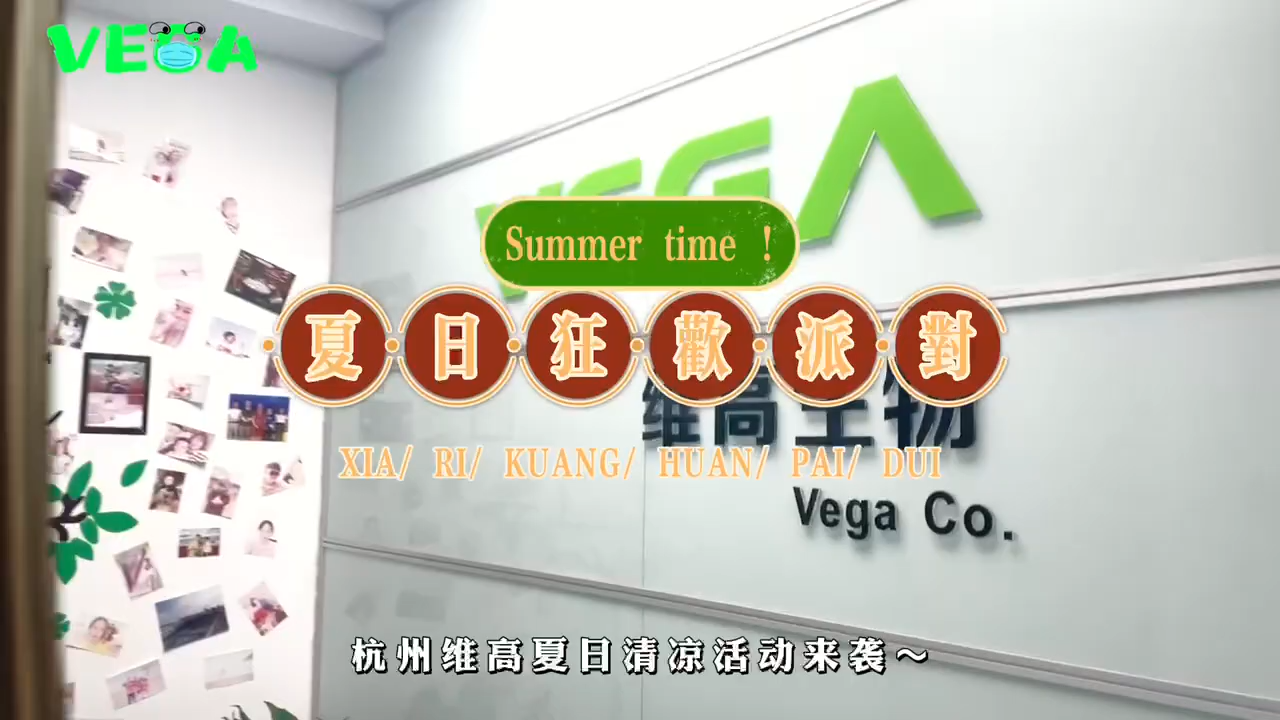 VEGA
VEGA
Summer time !
夏日狂歡派對
维高生物
XIA/ RI/ KUANG/ HUAN/ PAI/ DUI
Vega Co.
杭州维高夏日清凉活动来袭～